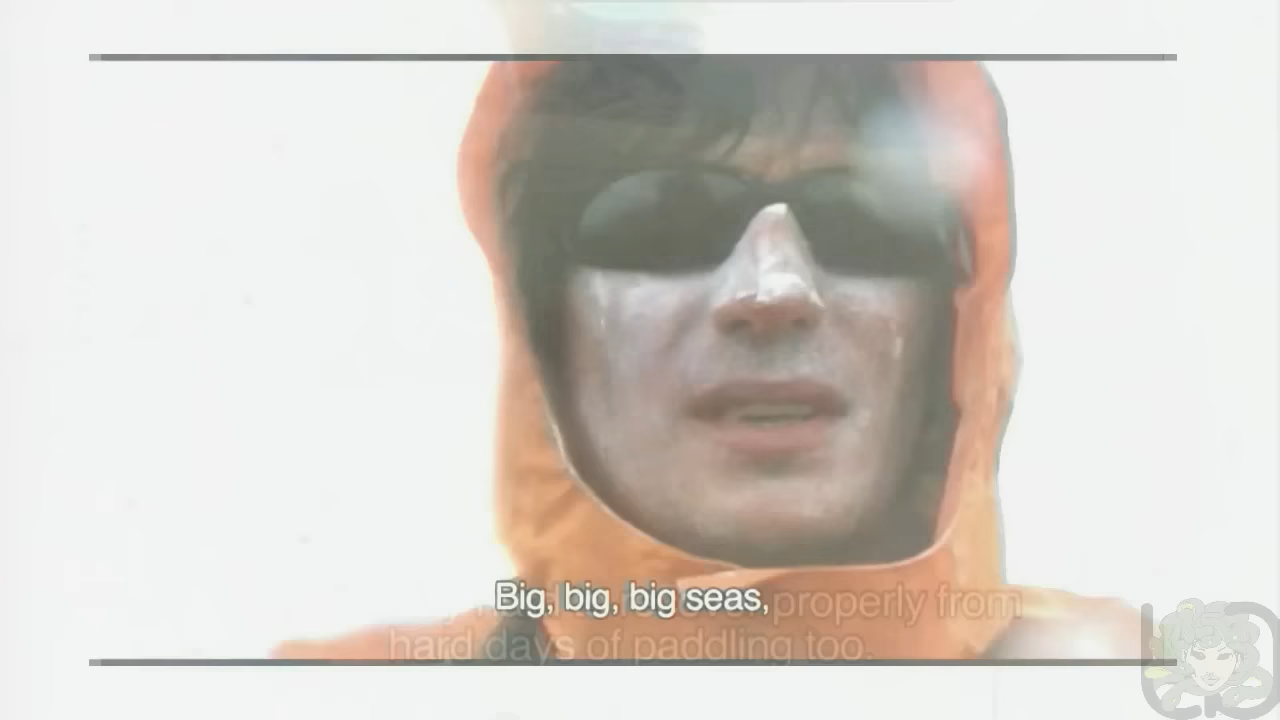 Big, big, big seas, properly from
hard days of paddling too.